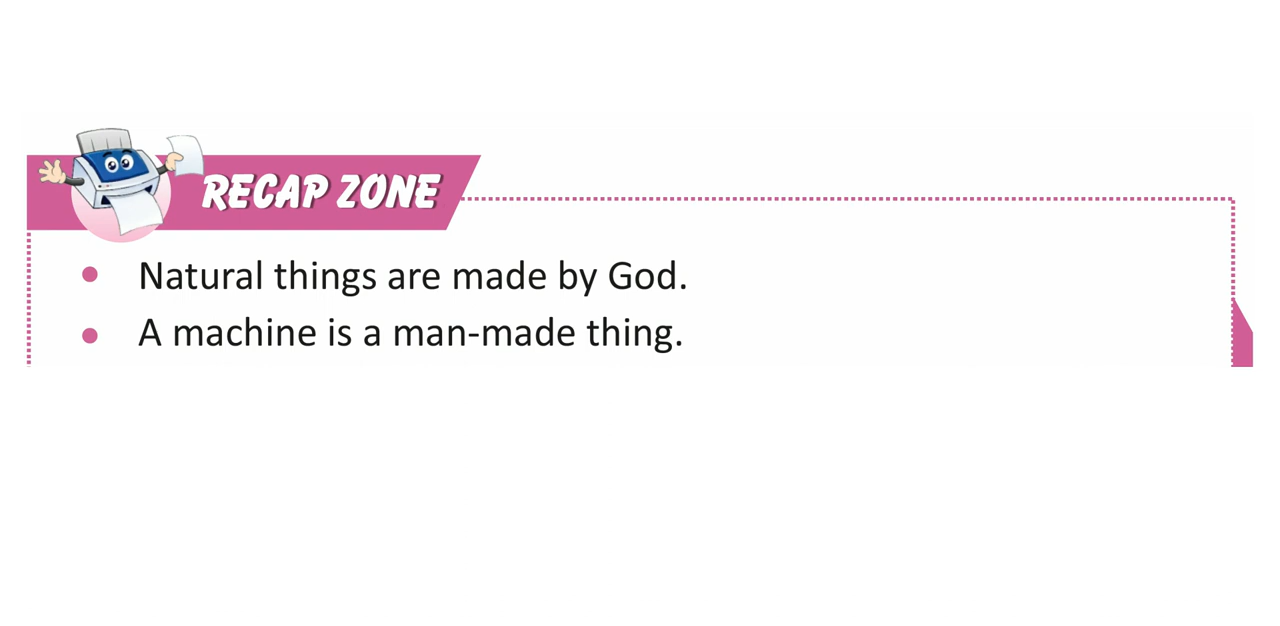 RECAP ZONE
• Natural things are made by God.
• A machine is a man-made thing.